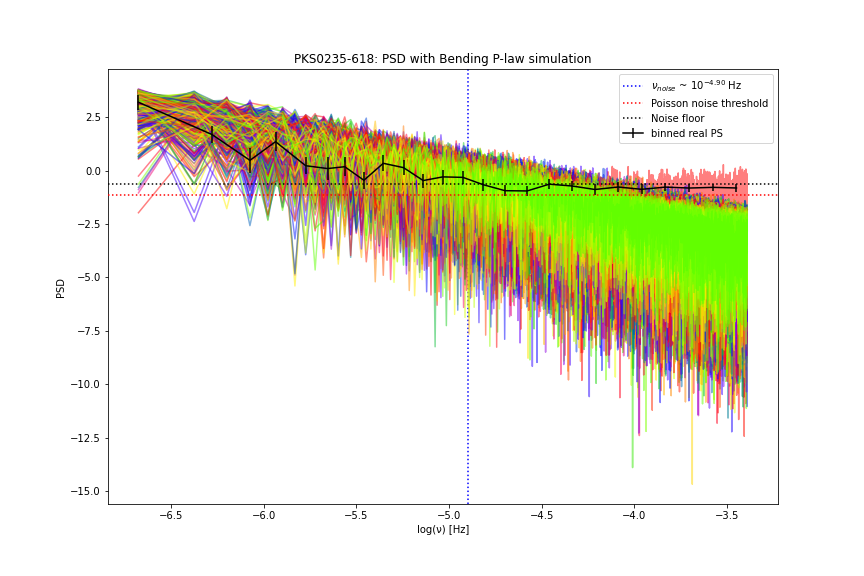 PKS0235-618: PSD with Bending P-law simulation
ν_noise ~ 10^−4.90 Hz
Poisson noise threshold
Noise floor
binned real PS
2.5
0.0
−2.5
−5.0
−7.5
−10.0
−12.5
−15.0
PSD
−6.5 −6.0 −5.5 −5.0 −4.5 −4.0 −3.5
log(ν) [Hz]